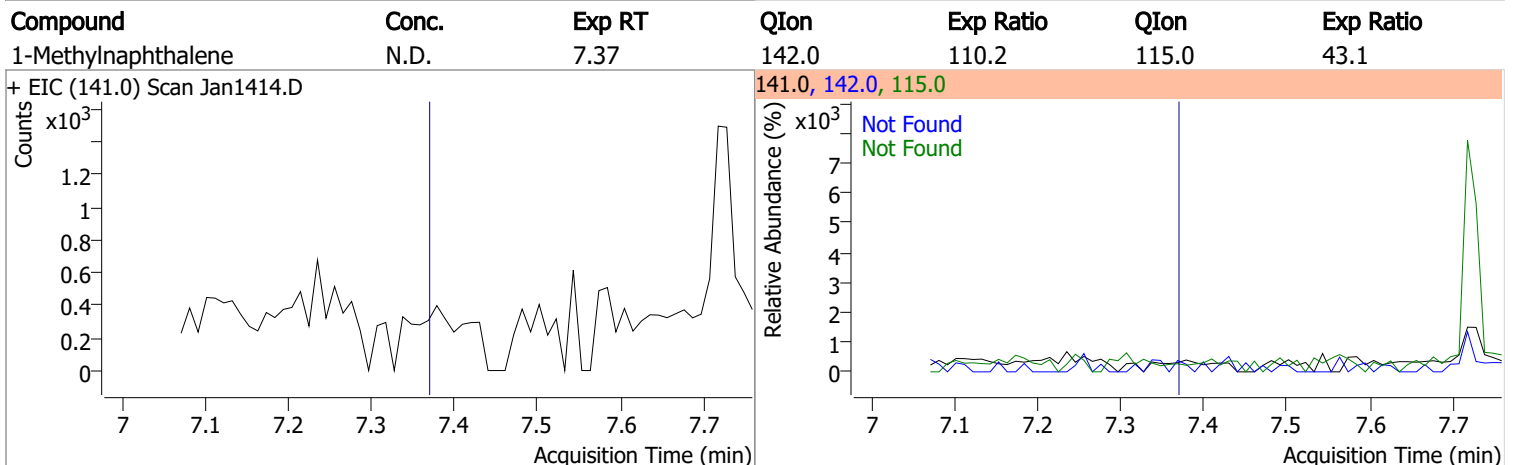 Compound Conc. Exp RT QIon Exp Ratio QIon Exp Ratio
1-Methylnaphthalene N.D. 7.37 142.0 110.2 115.0 43.1
+ EIC (141.0) Scan Jan1414.D
Counts
x10³
1.2
1
0.8
0.6
0.4
0.2
0
7 7.1 7.2 7.3 7.4 7.5 7.6 7.7
Acquisition Time (min)
141.0, 142.0, 115.0
Relative Abundance (%)
x10³
Not Found
Not Found
7
6
5
4
3
2
1
0
7 7.1 7.2 7.3 7.4 7.5 7.6 7.7
Acquisition Time (min)